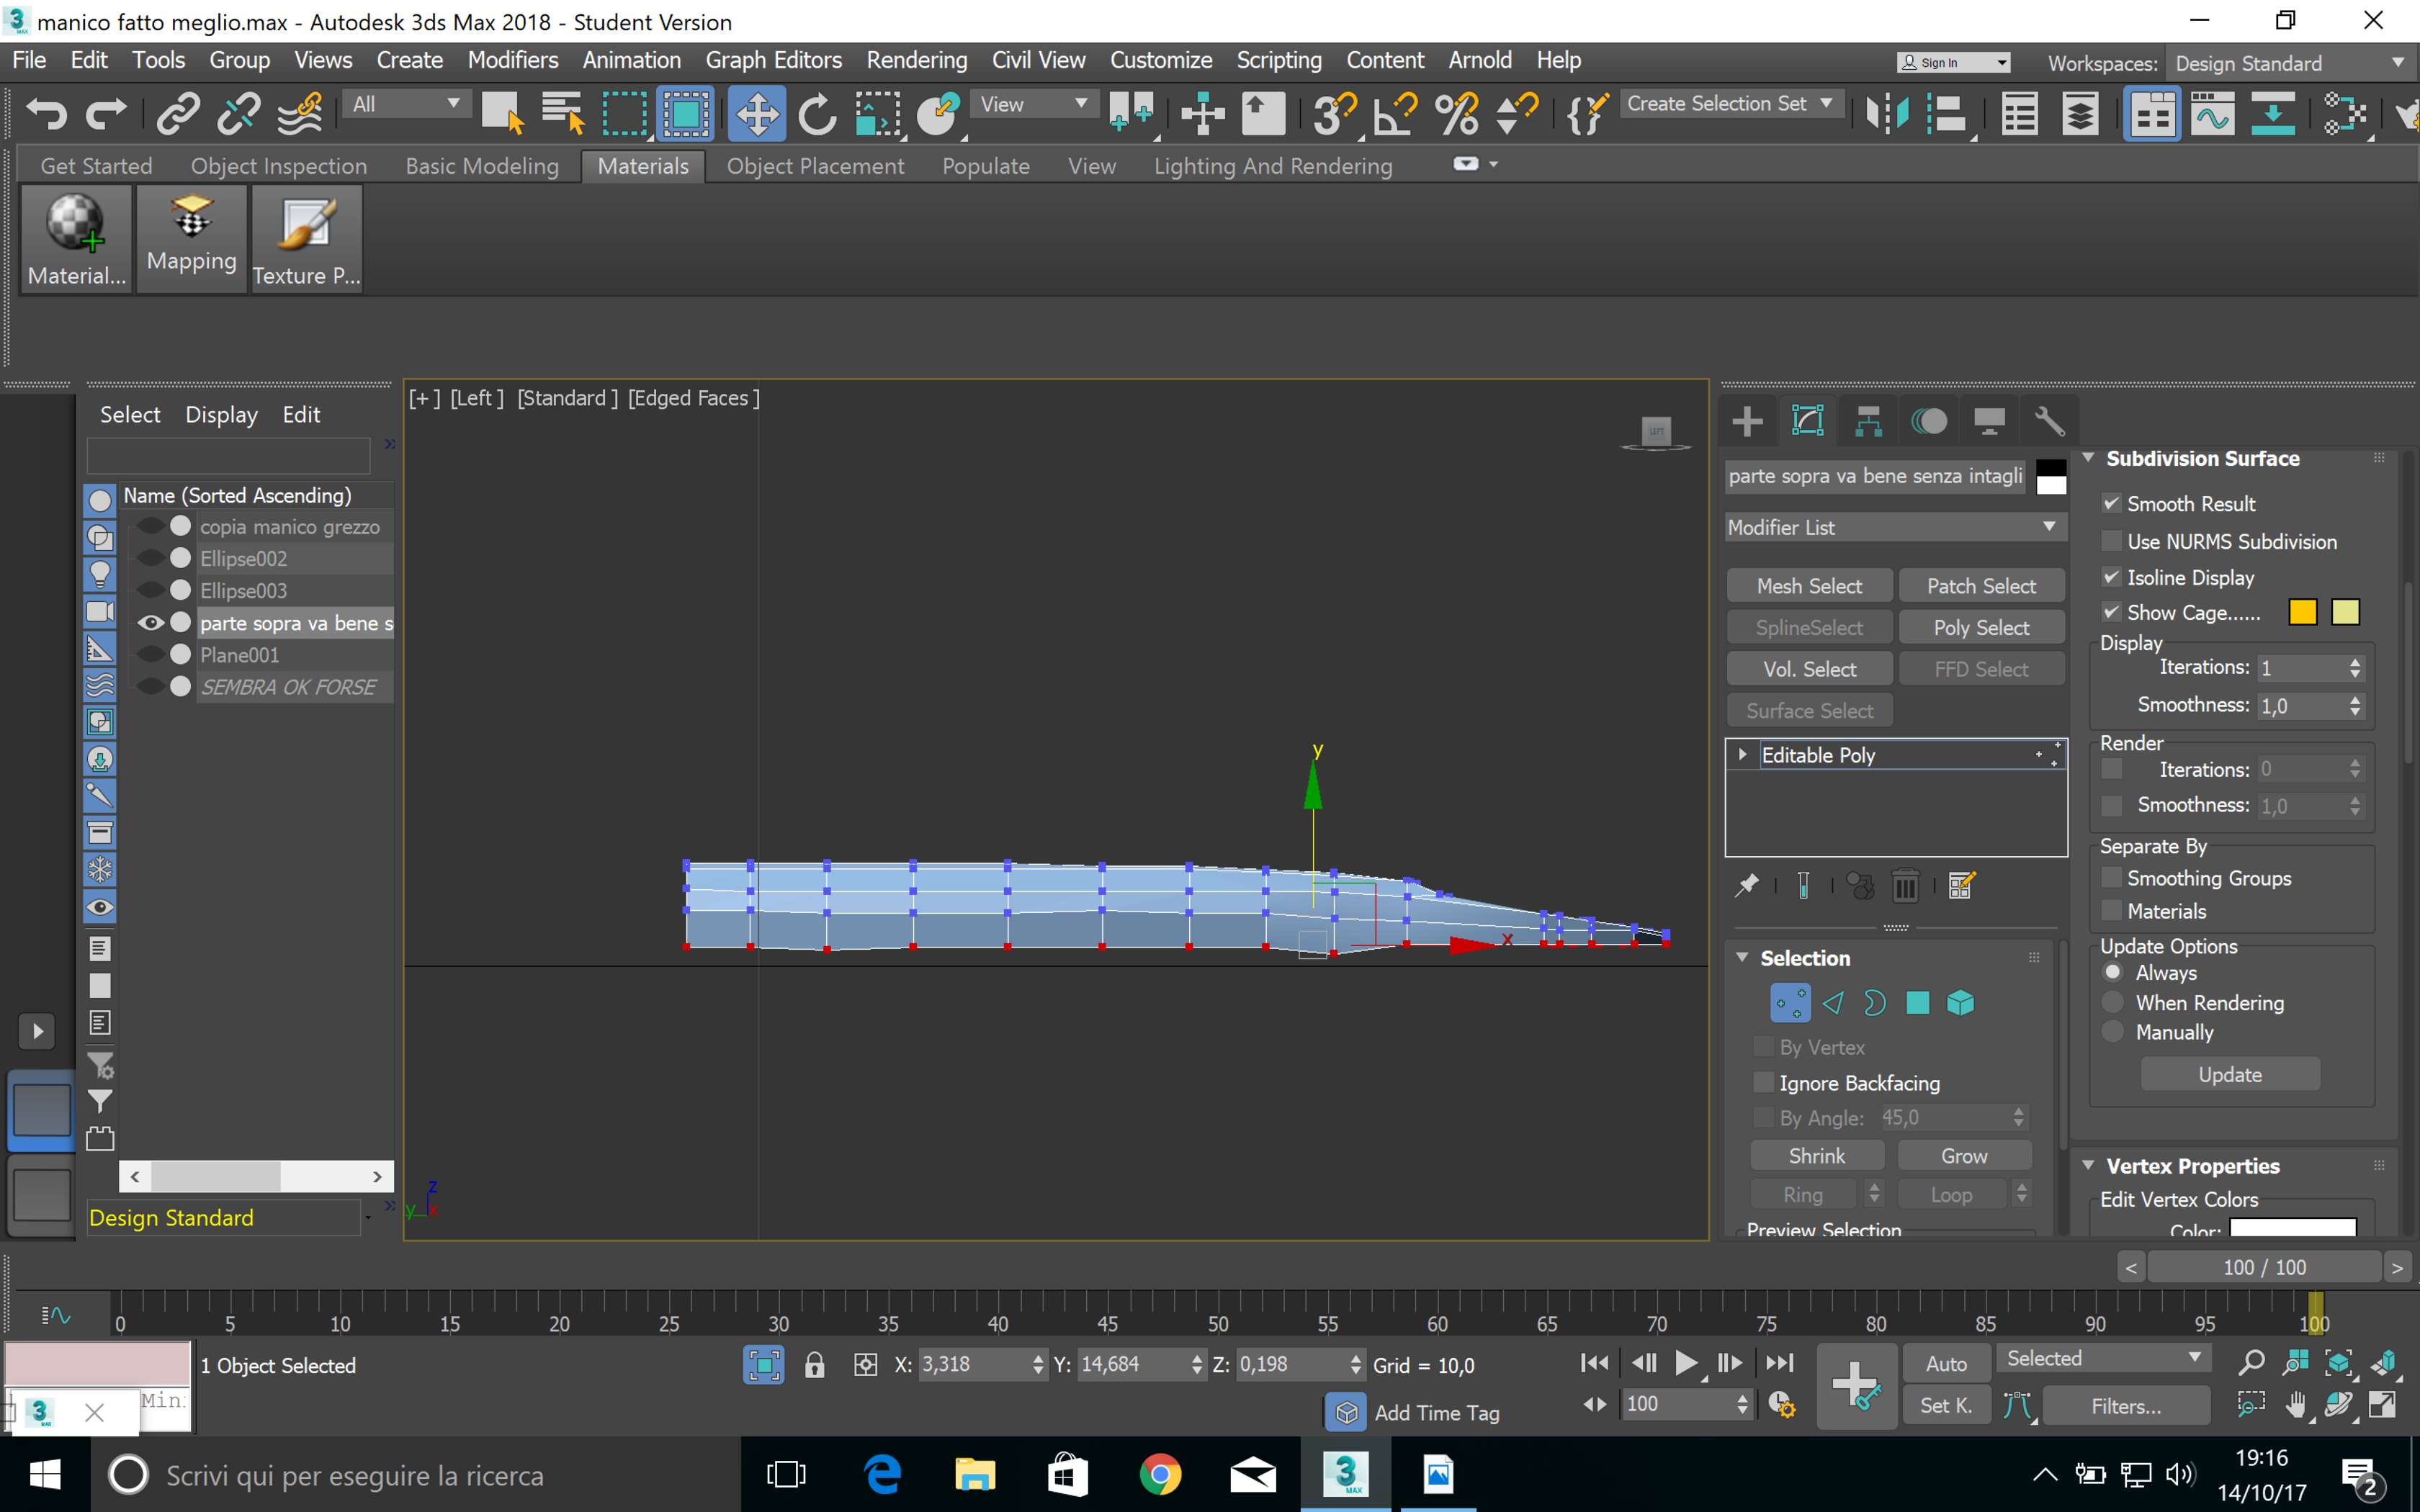 manico fatto meglio.max - Autodesk 3ds Max 2018 - Student Version
File Edit Tools Group Views Create Modifiers Animation Graph Editors Rendering Civil View Customize Scripting Content Arnold Help
Sign In
Workspaces: Design Standard
All
View
Create Selection Set
Get Started Object Inspection Basic Modeling Materials Object Placement Populate View Lighting And Rendering
Material... Mapping Texture P...
Select Display Edit
Name (Sorted Ascending)
copia manico grezzo
Ellipse002
Ellipse003
parte sopra va bene s
Plane001
SEMBRA OK FORSE
Design Standard
[+] [Left] [Standard] [Edged Faces]
LEFT
y
x
z
y x
parte sopra va bene senza intagli
Modifier List
Mesh Select Patch Select
SplineSelect Poly Select
Vol. Select FFD Select
Surface Select
Editable Poly
Selection
By Vertex
Ignore Backfacing
By Angle: 45,0
Shrink Grow
Ring Loop
Preview Selection
Subdivision Surface
Smooth Result
Use NURMS Subdivision
Isoline Display
Show Cage......
Display
Iterations: 1
Smoothness: 1,0
Render
Iterations: 0
Smoothness: 1,0
Separate By
Smoothing Groups
Materials
Update Options
Always
When Rendering
Manually
Update
Vertex Properties
Edit Vertex Colors
Color:
< 100 / 100 >
0 5 10 15 20 25 30 35 40 45 50 55 60 65 70 75 80 85 90 95 100
1 Object Selected
X: 3,318 Y: 14,684 Z: 0,198 Grid = 10,0
Auto Selected
Mini
Add Time Tag
100
Set K. Filters...
Scrivi qui per eseguire la ricerca
3 MAX
19:16
14/10/17
2